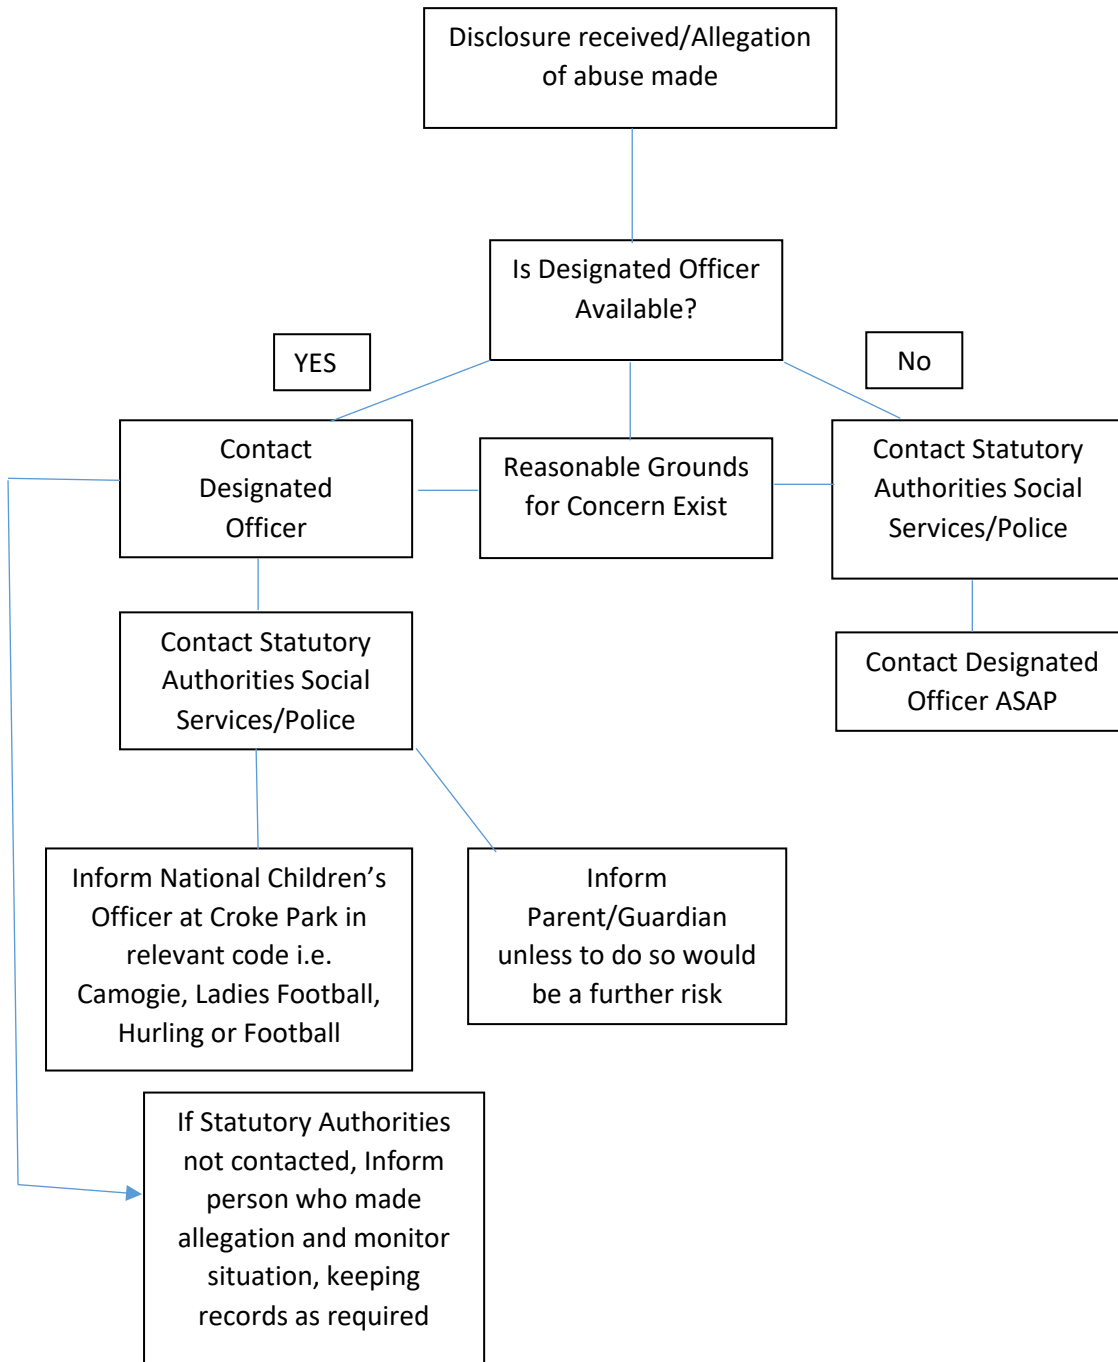 Disclosure received/Allegation
of abuse made
Is Designated Officer
Available?
YES
No
Contact
Designated
Officer
Reasonable Grounds
for Concern Exist
Contact Statutory
Authorities Social
Services/Police
Contact Statutory
Authorities Social
Services/Police
Contact Designated
Officer ASAP
Inform National Children’s
Officer at Croke Park in
relevant code i.e.
Camogie, Ladies Football,
Hurling or Football
Inform
Parent/Guardian
unless to do so would
be a further risk
If Statutory Authorities
not contacted, Inform
person who made
allegation and monitor
situation, keeping
records as required